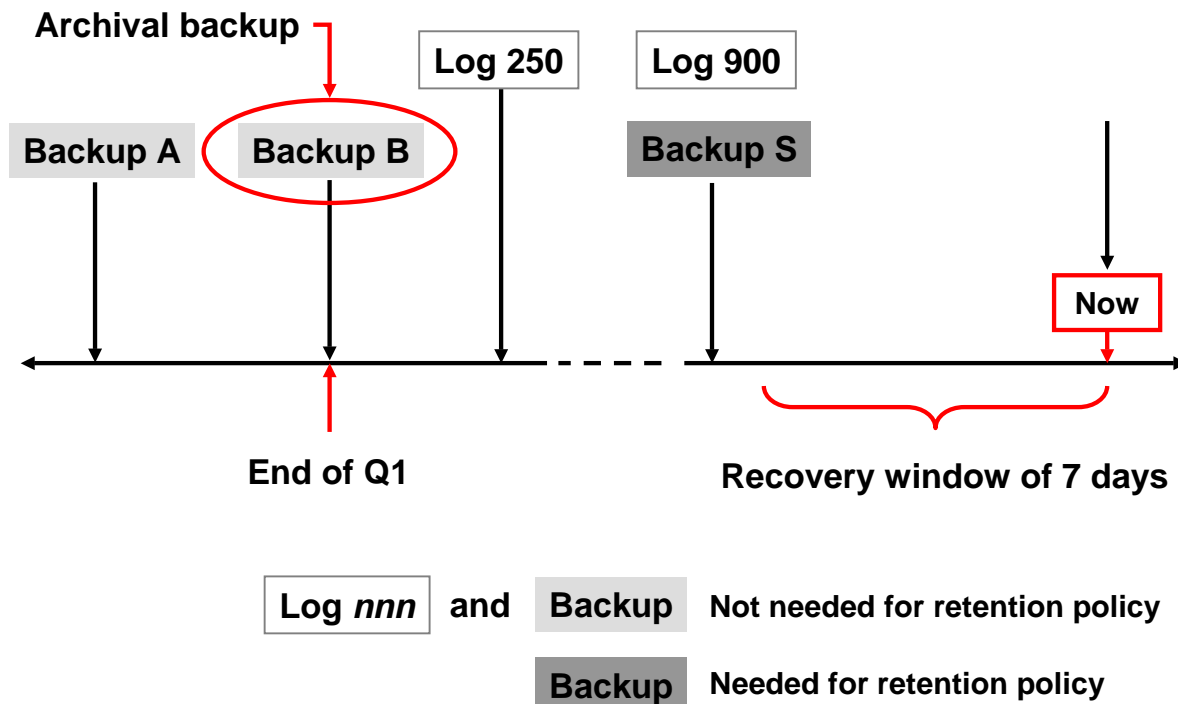 Archival backup
Log 250
Log 900
Backup A
Backup B
Backup S
Now
End of Q1
Recovery window of 7 days
Log nnn and Backup Not needed for retention policy
Backup Needed for retention policy